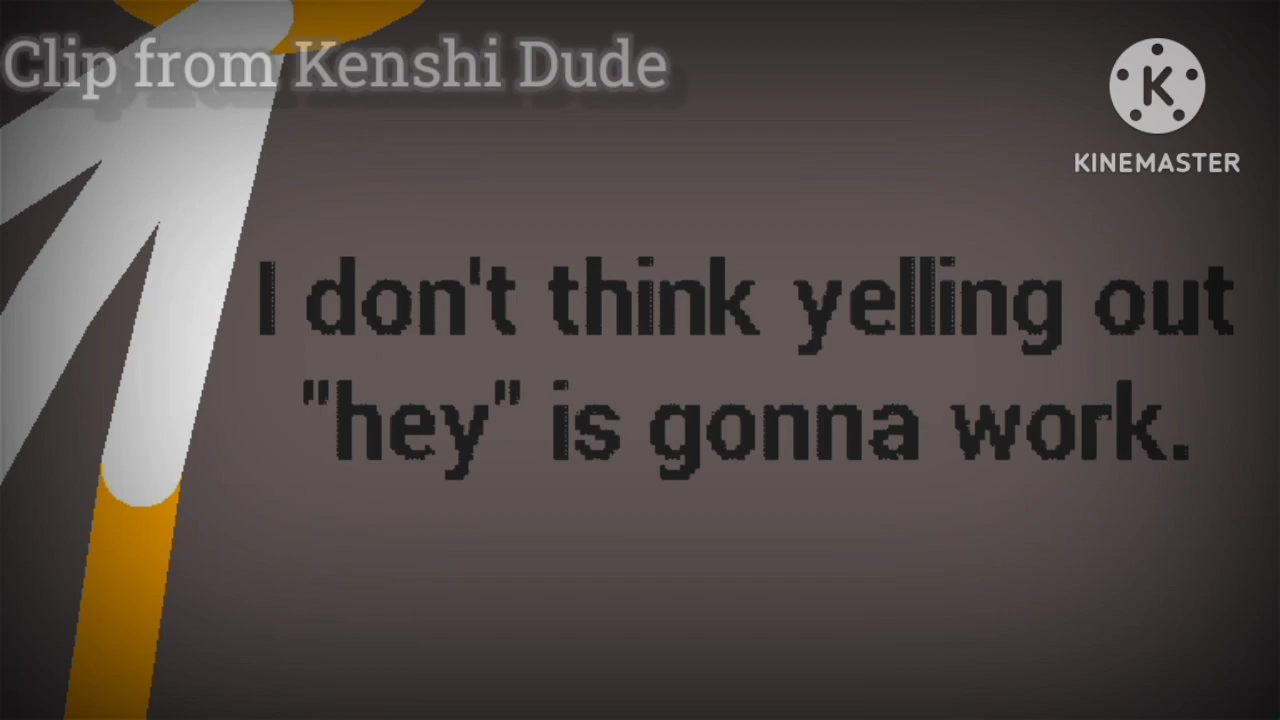 Clip from Kenshi Dude
K
KINEMASTER
I don't think yelling out
"hey" is gonna work.